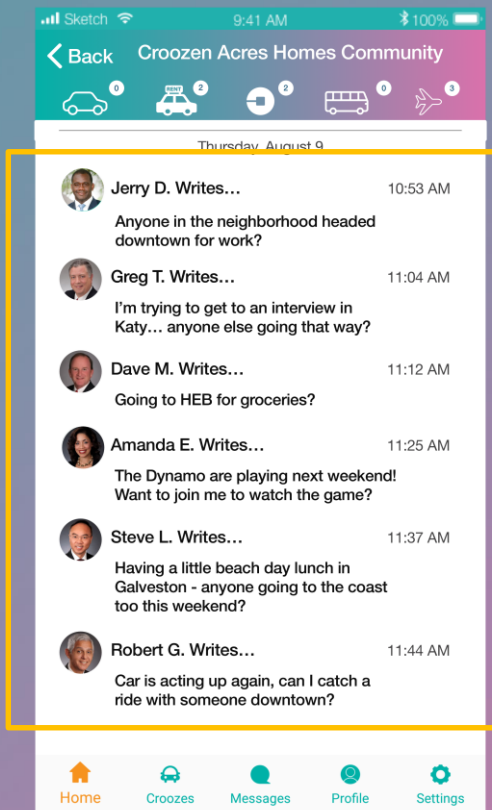 Sketch 9:41 AM 100%
Back Croozen Acres Homes Community
0 RENT 2 2 0 3
Thursday, August 9
Jerry D. Writes... 10:53 AM
Anyone in the neighborhood headed
downtown for work?
Greg T. Writes... 11:04 AM
I'm trying to get to an interview in
Katy... anyone else going that way?
Dave M. Writes... 11:12 AM
Going to HEB for groceries?
Amanda E. Writes... 11:25 AM
The Dynamo are playing next weekend!
Want to join me to watch the game?
Steve L. Writes... 11:37 AM
Having a little beach day lunch in
Galveston - anyone going to the coast
too this weekend?
Robert G. Writes... 11:44 AM
Car is acting up again, can I catch a
ride with someone downtown?
Home Croozes Messages Profile Settings